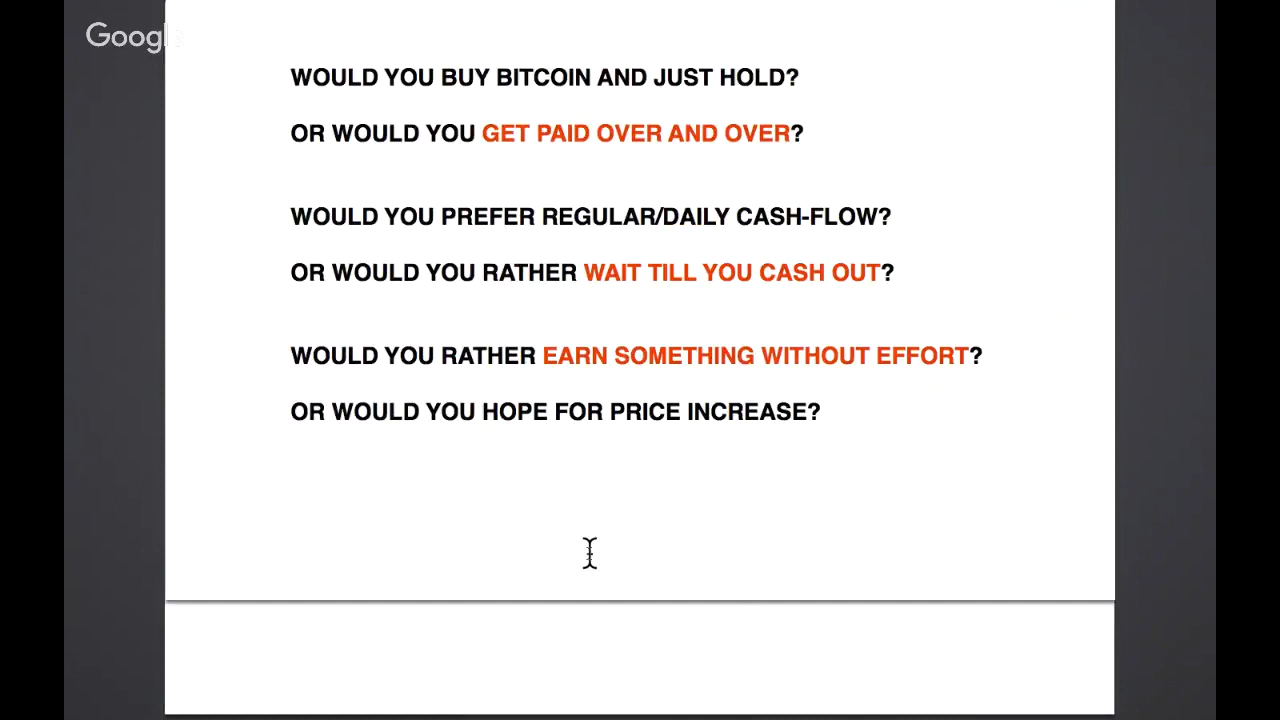 Google
WOULD YOU BUY BITCOIN AND JUST HOLD?
OR WOULD YOU GET PAID OVER AND OVER?
WOULD YOU PREFER REGULAR/DAILY CASH-FLOW?
OR WOULD YOU RATHER WAIT TILL YOU CASH OUT?
WOULD YOU RATHER EARN SOMETHING WITHOUT EFFORT?
OR WOULD YOU HOPE FOR PRICE INCREASE?